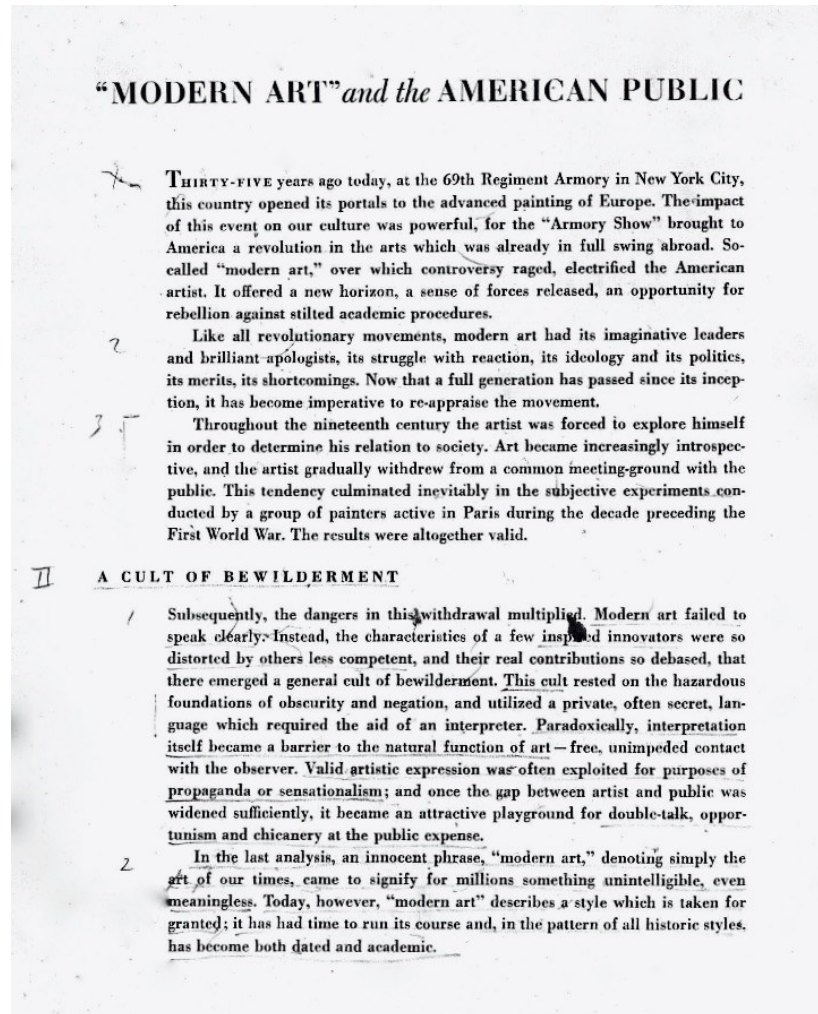 “MODERN ART” and the AMERICAN PUBLIC
THIRTY-FIVE years ago today, at the 69th Regiment Armory in New York City,
this country opened its portals to the advanced painting of Europe. The impact
of this event on our culture was powerful, for the “Armory Show” brought to
America a revolution in the arts which was already in full swing abroad. So-
called “modern art,” over which controversy raged, electrified the American
artist. It offered a new horizon, a sense of forces released, an opportunity for
rebellion against stilted academic procedures.
2
Like all revolutionary movements, modern art had its imaginative leaders
and brilliant apologists, its struggle with reaction, its ideology and its politics,
its merits, its shortcomings. Now that a full generation has passed since its incep-
tion, it has become imperative to re-appraise the movement.
3
Throughout the nineteenth century the artist was forced to explore himself
in order to determine his relation to society. Art became increasingly introspec-
tive, and the artist gradually withdrew from a common meeting-ground with the
public. This tendency culminated inevitably in the subjective experiments con-
ducted by a group of painters active in Paris during the decade preceding the
First World War. The results were altogether valid.
II A CULT OF BEWILDERMENT
1
Subsequently, the dangers in this withdrawal multiplied. Modern art failed to
speak clearly. Instead, the characteristics of a few inspired innovators were so
distorted by others less competent, and their real contributions so debased, that
there emerged a general cult of bewilderment. This cult rested on the hazardous
foundations of obscurity and negation, and utilized a private, often secret, lan-
guage which required the aid of an interpreter. Paradoxically, interpretation
itself became a barrier to the natural function of art—free, unimpeded contact
with the observer. Valid artistic expression was often exploited for purposes of
propaganda or sensationalism; and once the gap between artist and public was
widened sufficiently, it became an attractive playground for double-talk, oppor-
tunism and chicanery at the public expense.
2
In the last analysis, an innocent phrase, “modern art,” denoting simply the
art of our times, came to signify for millions something unintelligible, even
meaningless. Today, however, “modern art” describes a style which is taken for
granted; it has had time to run its course and, in the pattern of all historic styles,
has become both dated and academic.